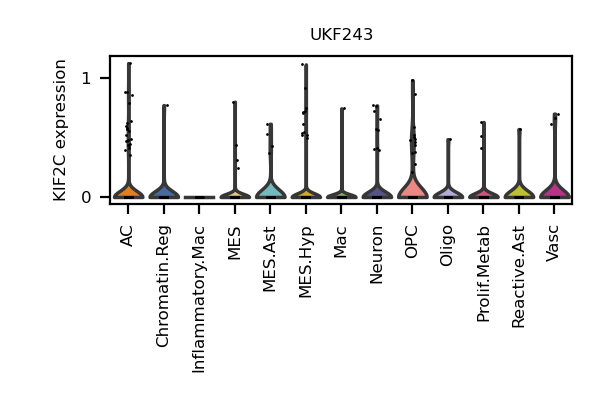 UKF243
KIF2C expression
1
0
AC
Chromatin.Reg
Inflammatory.Mac
MES
MES.Ast
MES.Hyp
Mac
Neuron
OPC
Oligo
Prolif.Metab
Reactive.Ast
Vasc